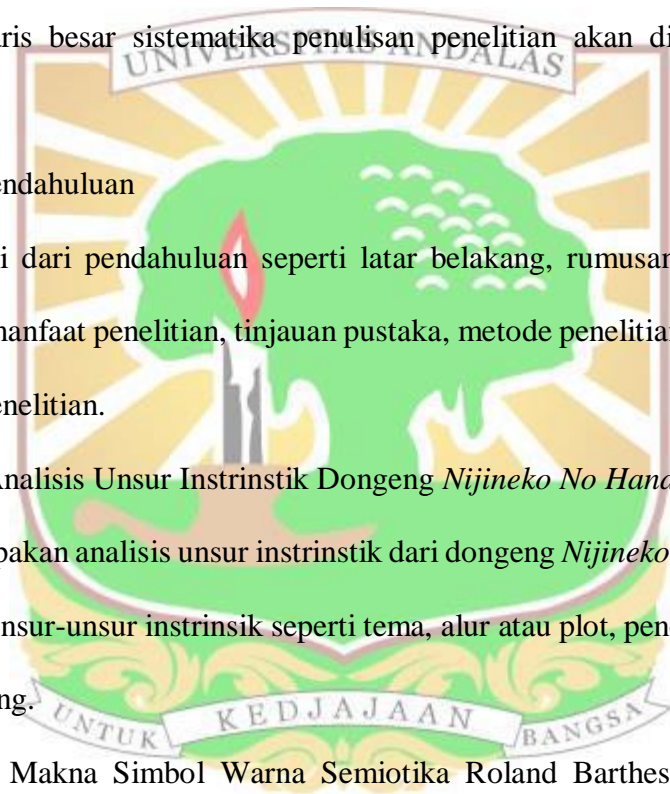 aris besar sistematika penulisan penelitian akan di
UNIVERSITAS ANDALAS
endahuluan
i dari pendahuluan seperti latar belakang, rumusan
manfaat penelitian, tinjauan pustaka, metode penelitian
enelitian.
Analisis Unsur Instrinstik Dongeng Nijineko No Hana
pakan analisis unsur instrinstik dari dongeng Nijineko
nsur-unsur instrinsik seperti tema, alur atau plot, pen
ng.
UNTUK KEDJAJAAN BANGSA
Makna Simbol Warna Semiotika Roland Barthes